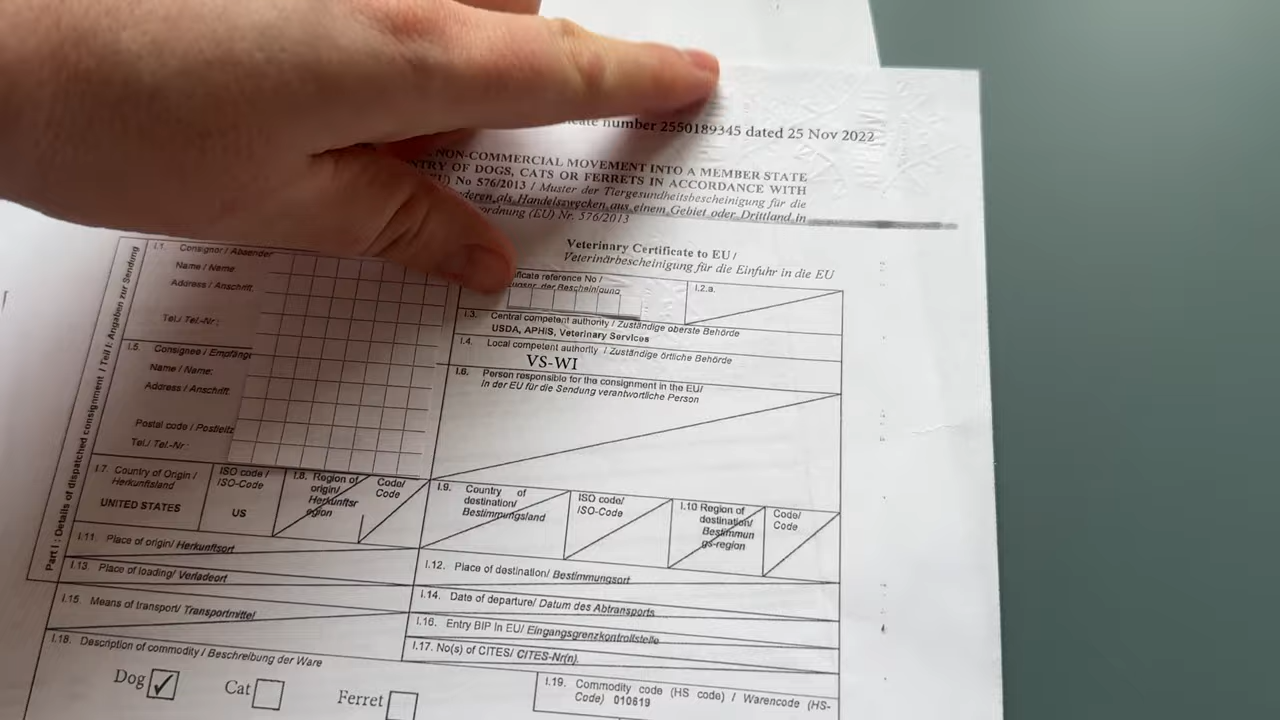 number 2550189345 dated 25 Nov 2022
NON-COMMERCIAL MOVEMENT INTO A MEMBER STATE
OF DOGS, CATS OR FERRETS IN ACCORDANCE WITH
No 576/2013 / Muster der Tiergesundheitsbescheinigung für die
als Handelszwecken aus einem Gebiet oder Drittland in
(EU) Nr. 576/2013
Veterinary Certificate to EU /
Veterinärbescheinigung für die Einfuhr in die EU
Part I : Details of dispatched consignment / Teil I: Angaben zur Sendung
I.1. Consignor / Absender
Name / Name
Address / Anschrift
Tel./ Tel.-Nr :
reference No /
der Bescheinigung
I.2.a.
I.3. Central competent authority / Zuständige oberste Behörde
USDA, APHIS, Veterinary Services
I.4. Local competent authority / Zuständige örtliche Behörde
VS-WI
I.5. Consignee /
Name / Name:
Address / Anschrift:
Postal code /
Tel./ Tel.-Nr :
I.6. Person responsible for the consignment in the EU/
In der EU für die Sendung verantwortliche Person
I.7. Country of Origin /
Herkunftsland
UNITED STATES
ISO code /
ISO-Code
US
I.8. Region of
origin/
Herkunftsr
egion
Code/
Code
I.9. Country of
destination/
Bestimmungsland
ISO code/
ISO-Code
I.10 Region of
destination/
Bestimmun
gs-region
Code/
Code
I.11. Place of origin/ Herkunftsort
I.12. Place of destination/ Bestimmungsort
I.13. Place of loading/ Verladeort
I.14. Date of departure/ Datum des Abtransports
I.15. Means of transport/ Transportmittel
I.16. Entry BIP in EU/ Eingangsgrenzkontrollstelle
I.17. No(s) of CITES/ CITES-Nr(n).
I.18. Description of commodity / Beschreibung der Ware
I.19. Commodity code (HS code) / Warencode (HS-
Code) 010619
Dog ✓ Cat Ferret